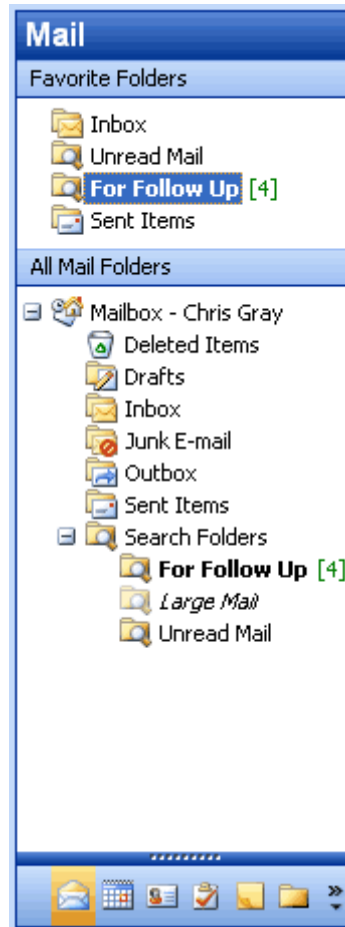 Mail
Favorite Folders
Inbox
Unread Mail
For Follow Up [4]
Sent Items
All Mail Folders
Mailbox - Chris Gray
Deleted Items
Drafts
Inbox
Junk E-mail
Outbox
Sent Items
Search Folders
For Follow Up [4]
Large Mail
Unread Mail